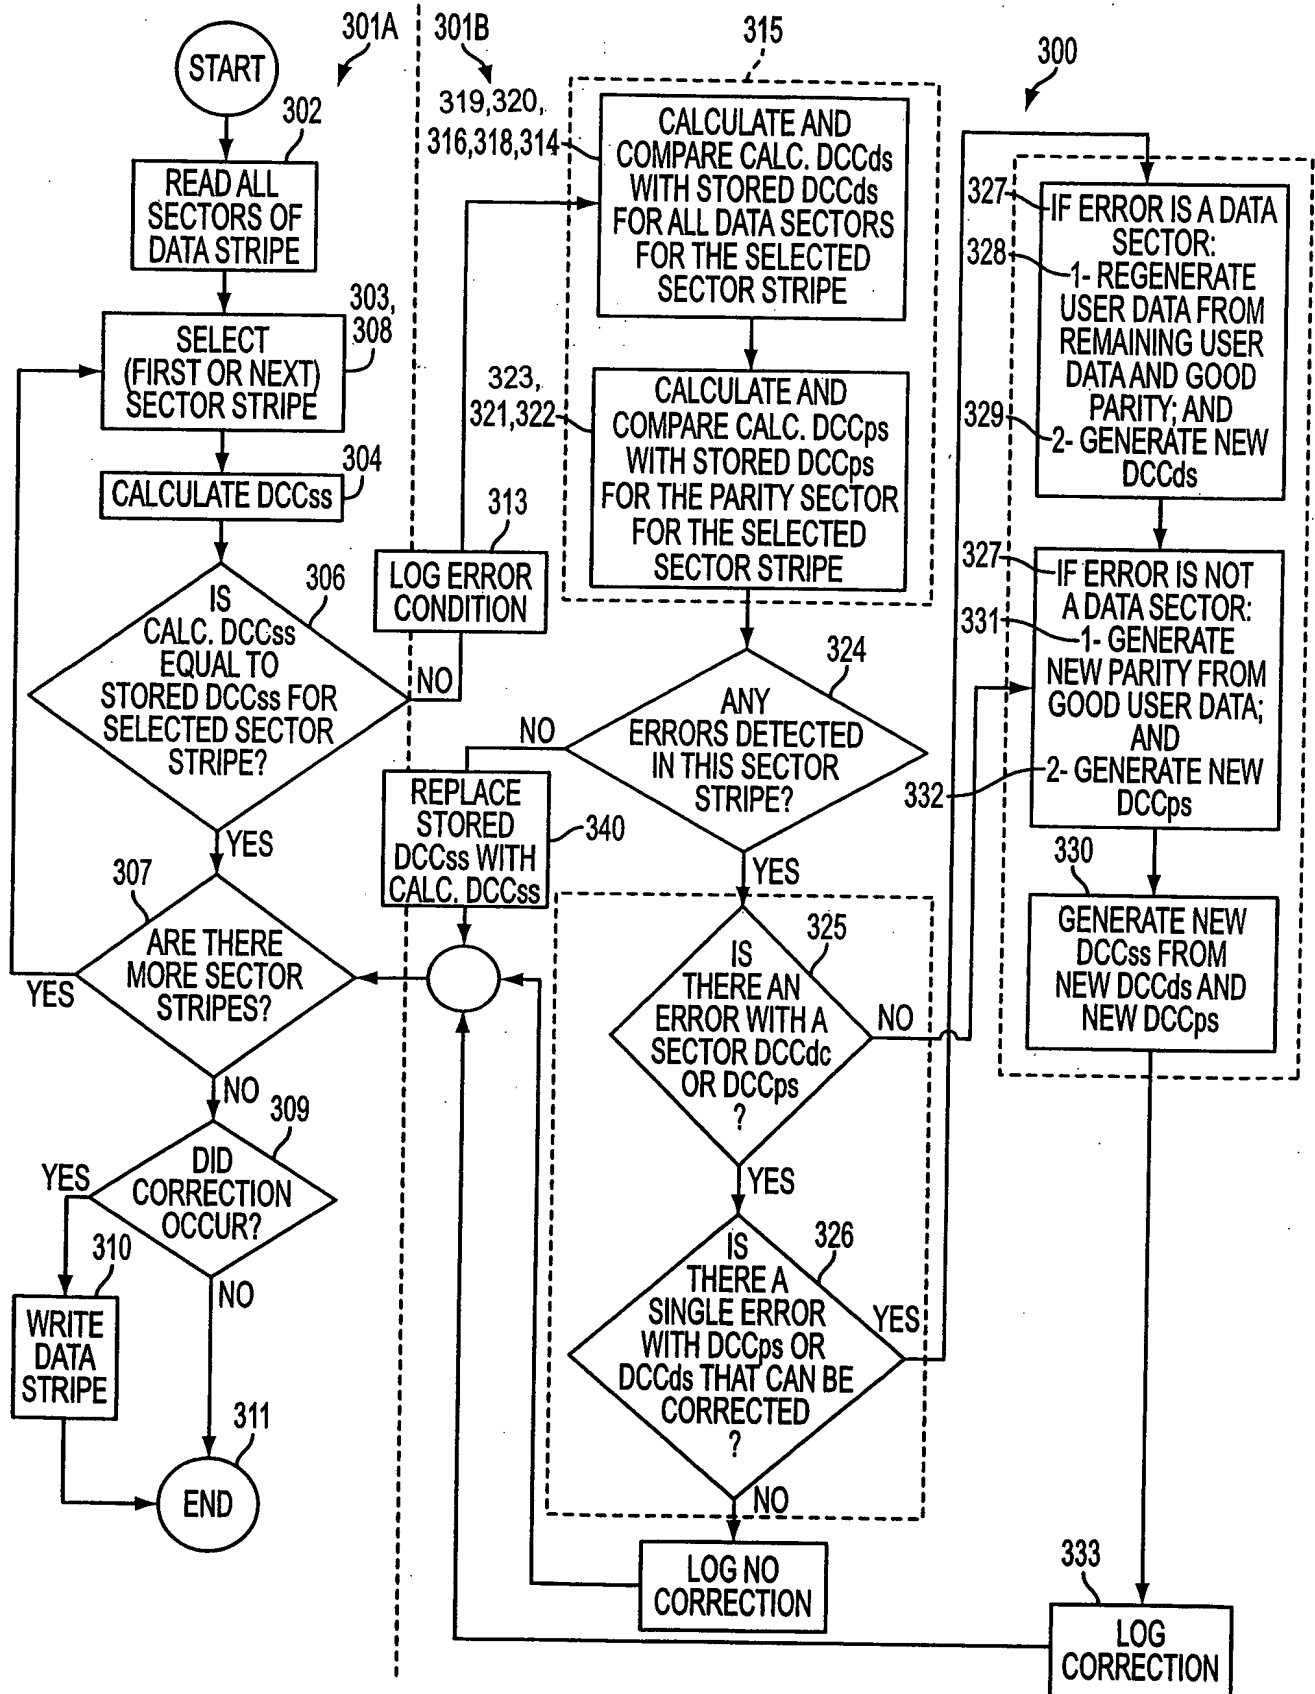 301A
START
302
READ ALL
SECTORS OF
DATA STRIPE
303,
308
SELECT
(FIRST OR NEXT)
SECTOR STRIPE
304
CALCULATE DCCss
306
IS
CALC. DCCss
EQUAL TO
STORED DCCss FOR
SELECTED SECTOR
STRIPE?
NO
YES
307
ARE THERE
MORE SECTOR
STRIPES?
YES
NO
309
DID
CORRECTION
OCCUR?
YES
NO
310
WRITE
DATA
STRIPE
311
END
301B
313
LOG ERROR
CONDITION
315
319,320,
316,318,314
CALCULATE AND
COMPARE CALC. DCCds
WITH STORED DCCds
FOR ALL DATA SECTORS
FOR THE SELECTED
SECTOR STRIPE
323,
321,322
CALCULATE AND
COMPARE CALC. DCCps
WITH STORED DCCps
FOR THE PARITY SECTOR
FOR THE SELECTED
SECTOR STRIPE
324
ANY
ERRORS DETECTED
IN THIS SECTOR
STRIPE?
NO
YES
REPLACE
STORED
DCCss WITH
CALC. DCCss
340
325
IS
THERE AN
ERROR WITH A
SECTOR DCCdc
OR DCCps
?
NO
YES
326
IS
THERE A
SINGLE ERROR
WITH DCCps OR
DCCds THAT CAN BE
CORRECTED
?
YES
NO
LOG NO
CORRECTION
300
327
IF ERROR IS A DATA
SECTOR:
328
1- REGENERATE
USER DATA FROM
REMAINING USER
DATA AND GOOD
PARITY; AND
329
2- GENERATE NEW
DCCds
327
IF ERROR IS NOT
A DATA SECTOR:
331
1- GENERATE
NEW PARITY FROM
GOOD USER DATA;
AND
332
2- GENERATE NEW
DCCps
330
GENERATE NEW
DCCss FROM
NEW DCCds AND
NEW DCCps
333
LOG
CORRECTION